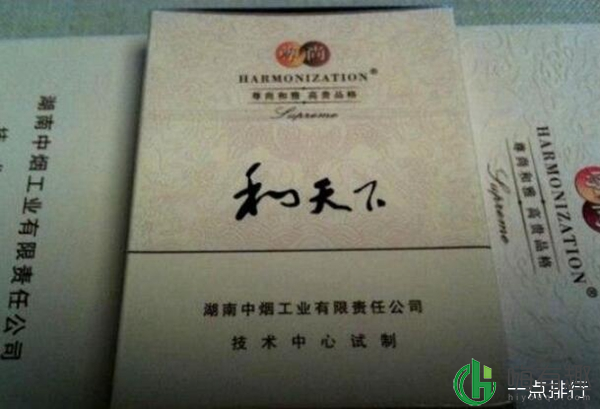 湖南中烟工业有限责任公司
尚
HARMONIZATION®
尊尚和雅 高贵品格
Supreme
和天下
湖南中烟工业有限责任公司
技术中心试制
HARMONIZATION®
尊尚和雅 高贵品格
Supreme
一点排行